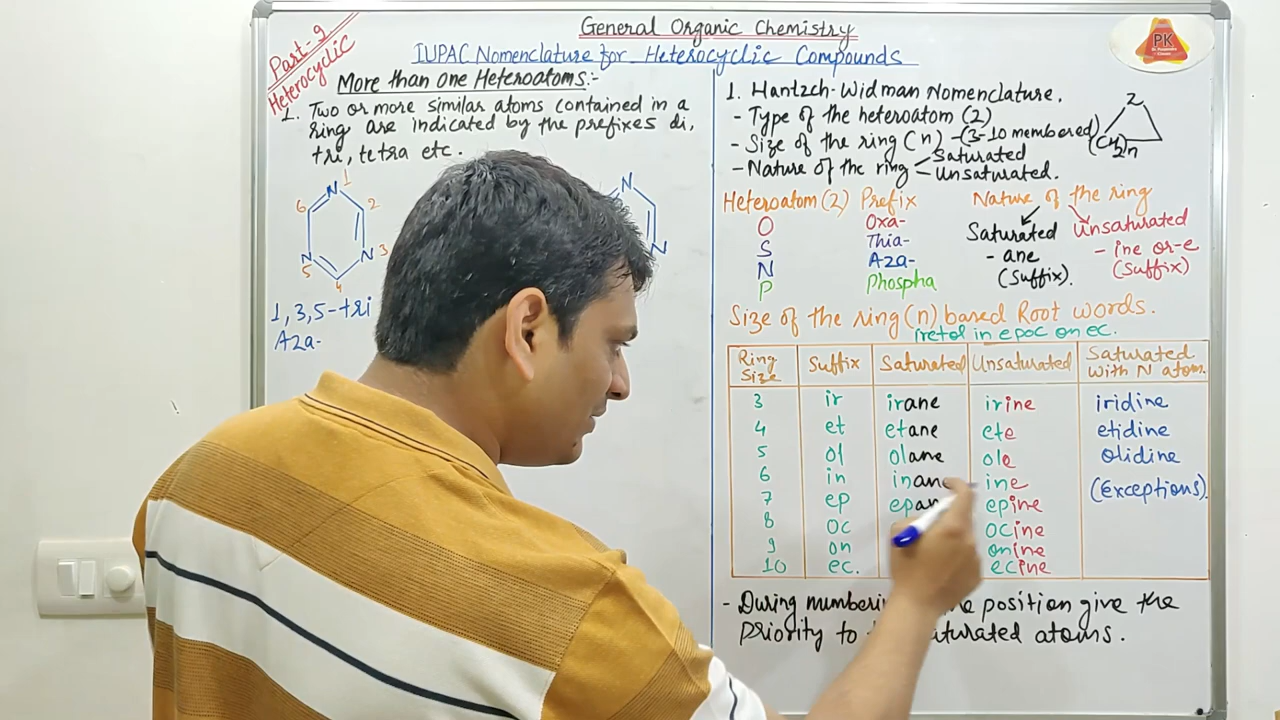 General Organic Chemistry
IUPAC Nomenclature for Heterocyclic Compounds
Part-9
Heterocyclic
More than one Heteroatoms:-
1. Two or more similar atoms contained in a
ring are indicated by the prefixes di,
tri, tetra etc.
N 1
6 2
N N 3
5 4
1,3,5-tri
Aza-
N
N
1. Hantzch-Widman Nomenclature.
- Type of the heteroatom (Z)
- Size of the ring (n) - (3-10 membered)
- Nature of the ring Saturated
Unsaturated.
Z
(CH2)n
Heteroatom (Z) Prefix
O Oxa-
S Thia-
N Aza-
P Phospha
Nature of the ring
Saturated
- ane
(Suffix).
Unsaturated
- ine or -e
(suffix)
Size of the ring (n) based Root words.
iretol in epoc on ec.
Ring Size Suffix Saturated Unsaturated Saturated with N atom.
3 ir irane irine iridine
4 et etane ete etidine
5 ol olane ole olidine
6 in inane ine (Exceptions).
7 ep epan epine
8 oc ocine
9 on onine
10 ec. ecine
- During position give the
priority to atoms.
PK